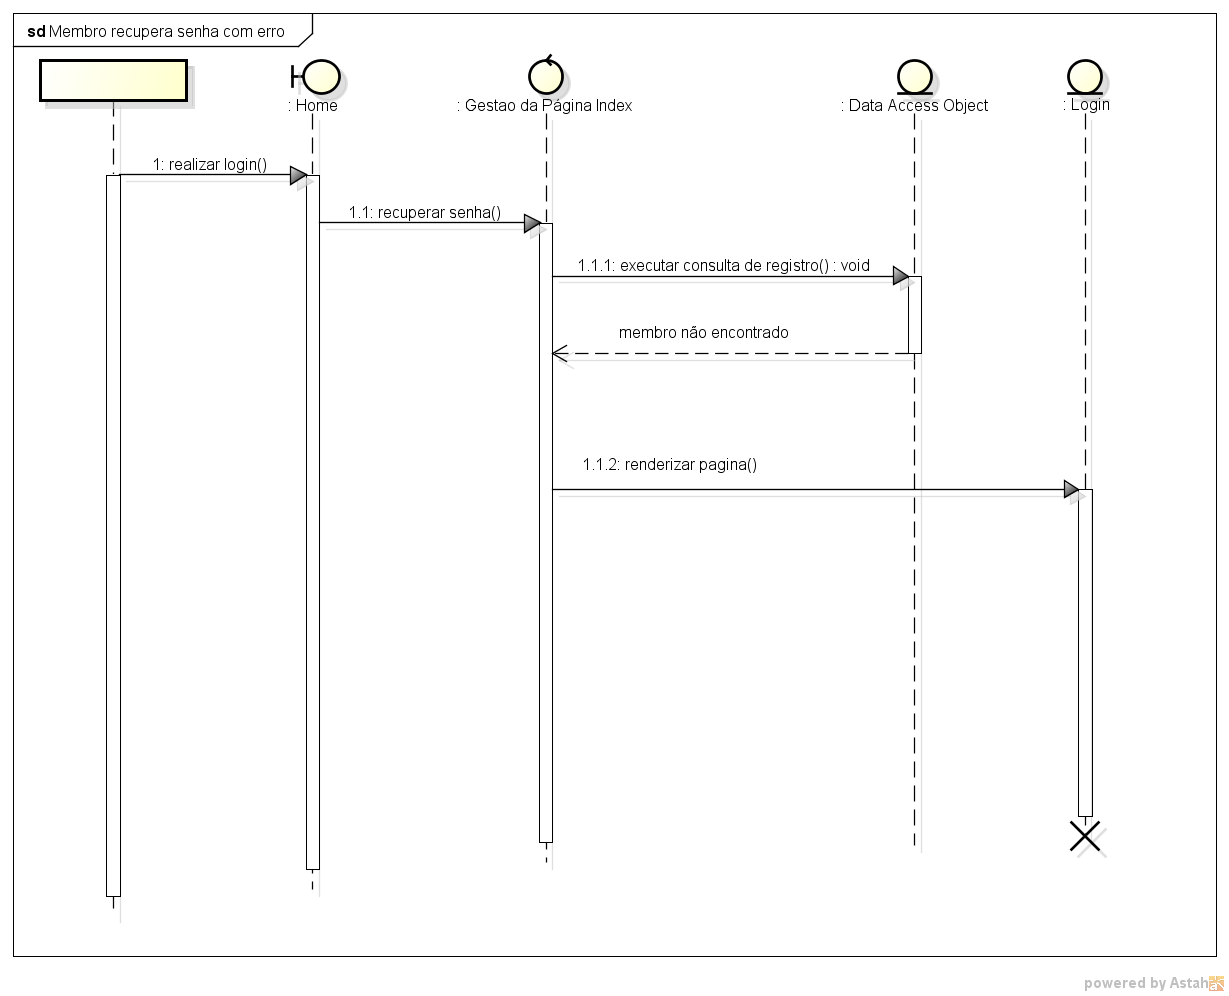 sd Membro recupera senha com erro
: Home
: Gestao da Página Index
: Data Access Object
: Login
1: realizar login()
1.1: recuperar senha()
1.1.1: executar consulta de registro() : void
membro não encontrado
1.1.2: renderizar pagina()
powered by Astah